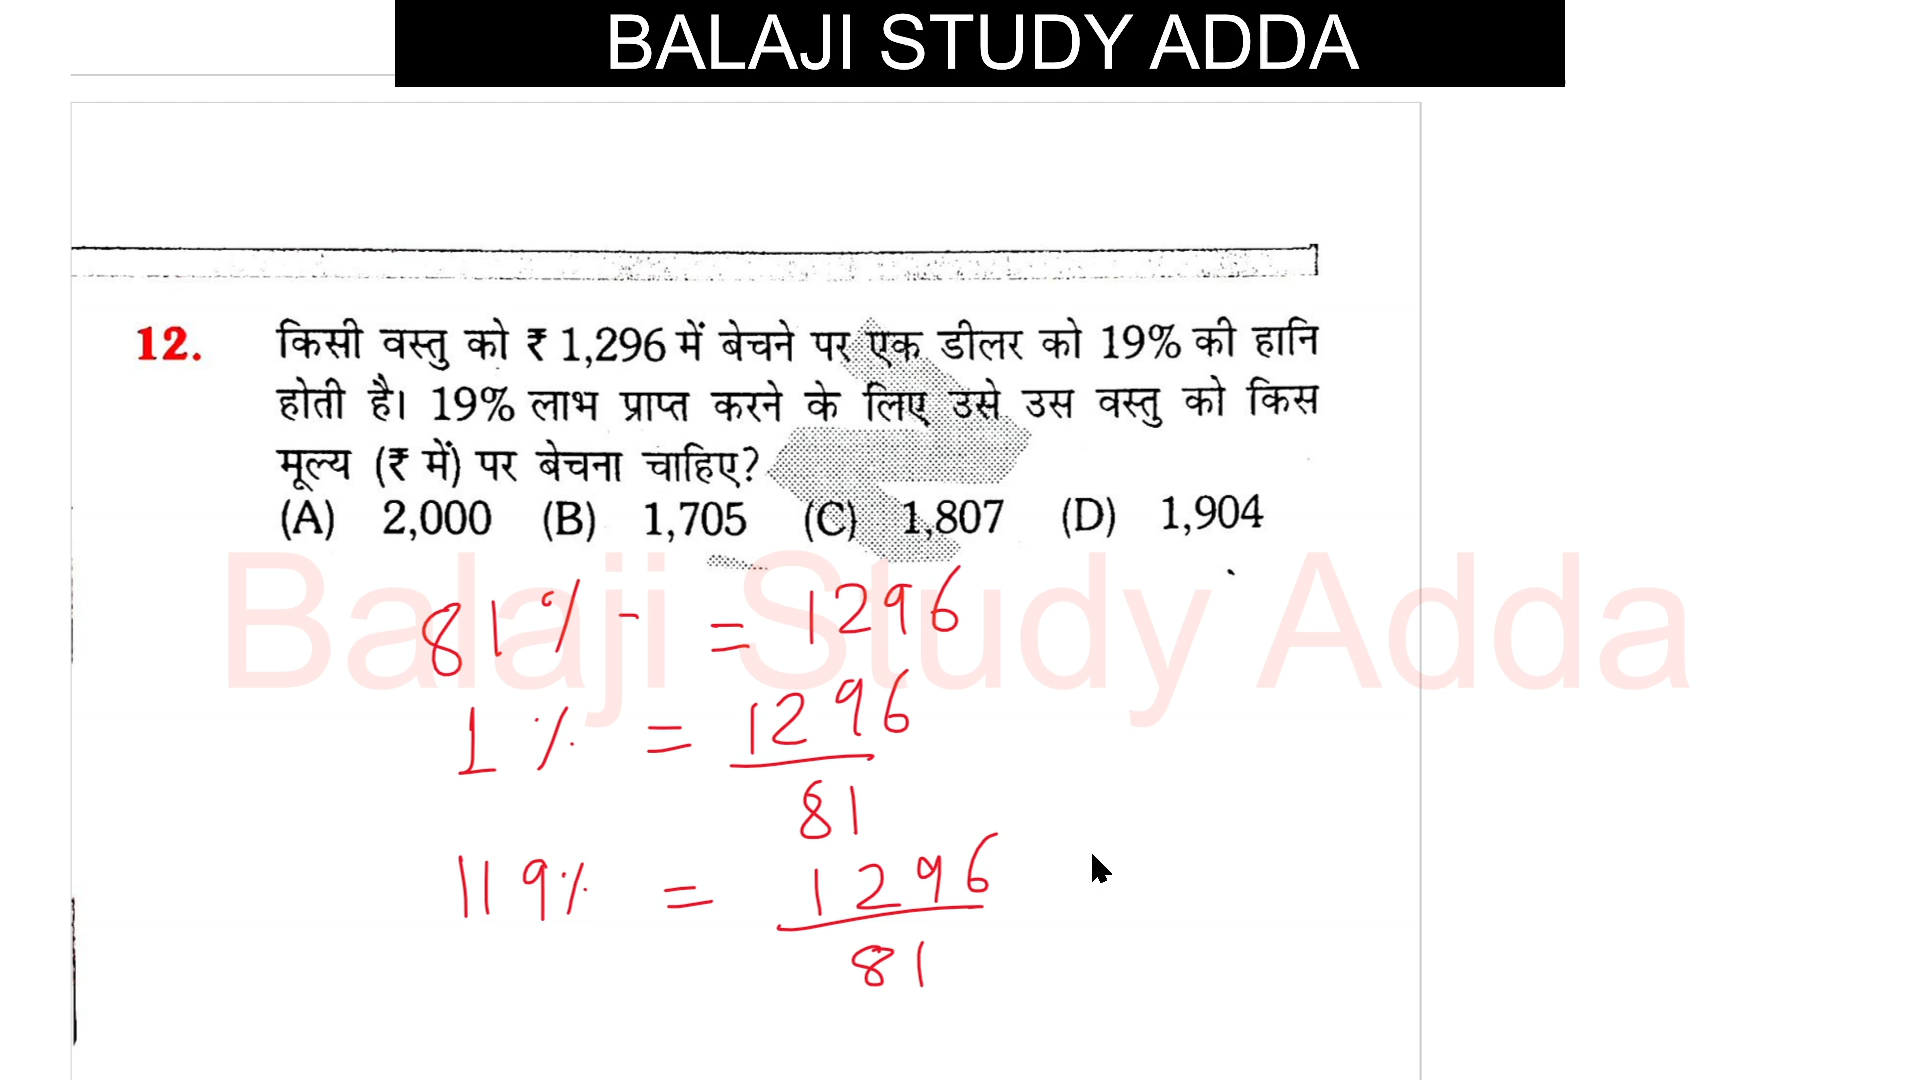 BALAJI STUDY ADDA
12. किसी वस्तु को ₹ 1,296 में बेचने पर एक डीलर को 19% की हानि
होती है। 19% लाभ प्राप्त करने के लिए उसे उस वस्तु को किस
मूल्य (₹ में) पर बेचना चाहिए?
(A) 2,000 (B) 1,705 (C) 1,807 (D) 1,904
Balaji Study Adda
81% - = 1296
1% = 1296
81
119% = 1296
81